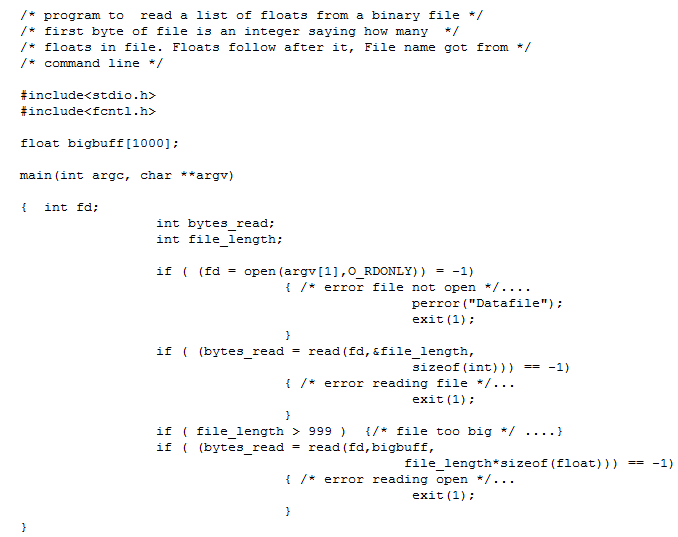 /* program to  read a list of floats from a binary file */
/* first byte of file is an integer saying how many  */
/* floats in file. Floats follow after it, File name got from */
/* command line */
#include<stdio.h>
#include<fcntl.h>
float bigbuff[1000];
main(int argc, char **argv)
{  int fd;
int bytes_read;
int file_length;
if ( (fd = open(argv[1],O_RDONLY)) = -1)
{ /* error file not open */....
perror("Datafile");
exit(1);
}
if ( (bytes_read = read(fd,&file_length,
sizeof(int))) == -1)
{ /* error reading file */...
exit(1);
}
if ( file_length > 999 )  {/* file too big */ ....}
if ( (bytes_read = read(fd,bigbuff,
file_length*sizeof(float))) == -1)
{ /* error reading open */...
exit(1);
}
}